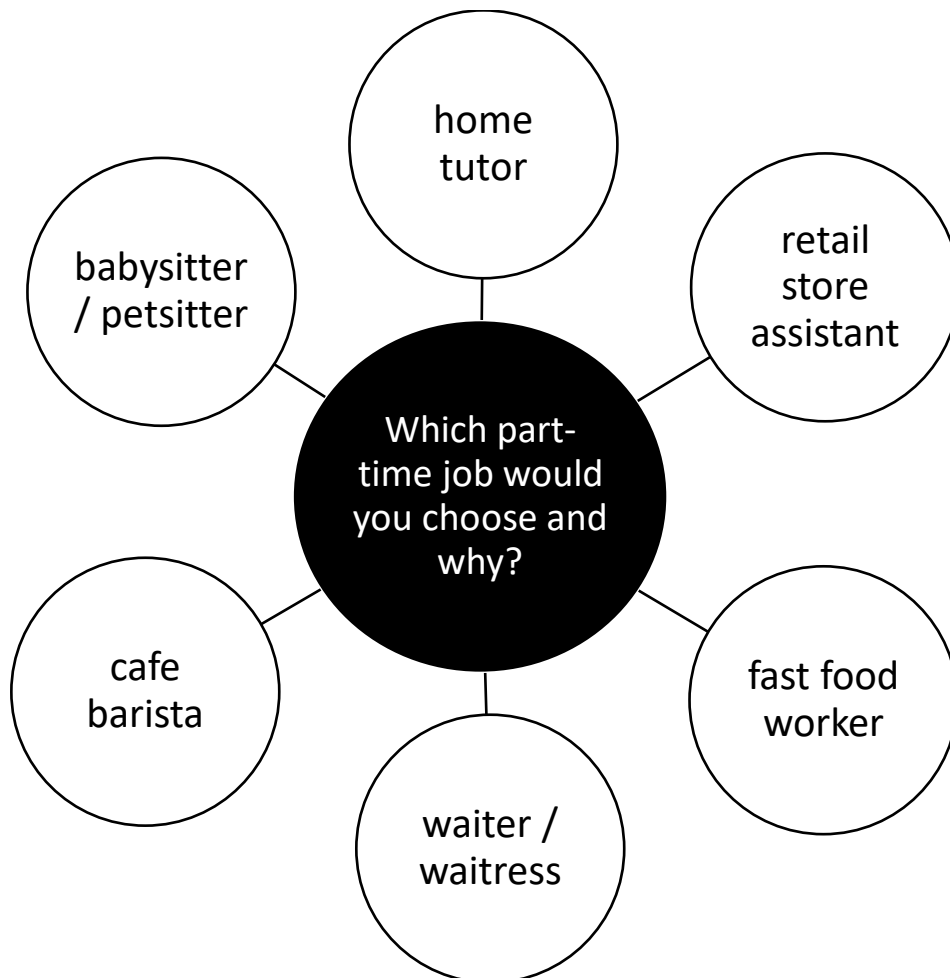 home
tutor
babysitter
/ petsitter
retail
store
assistant
Which part-
time job would
you choose and
why?
cafe
barista
fast food
worker
waiter /
waitress